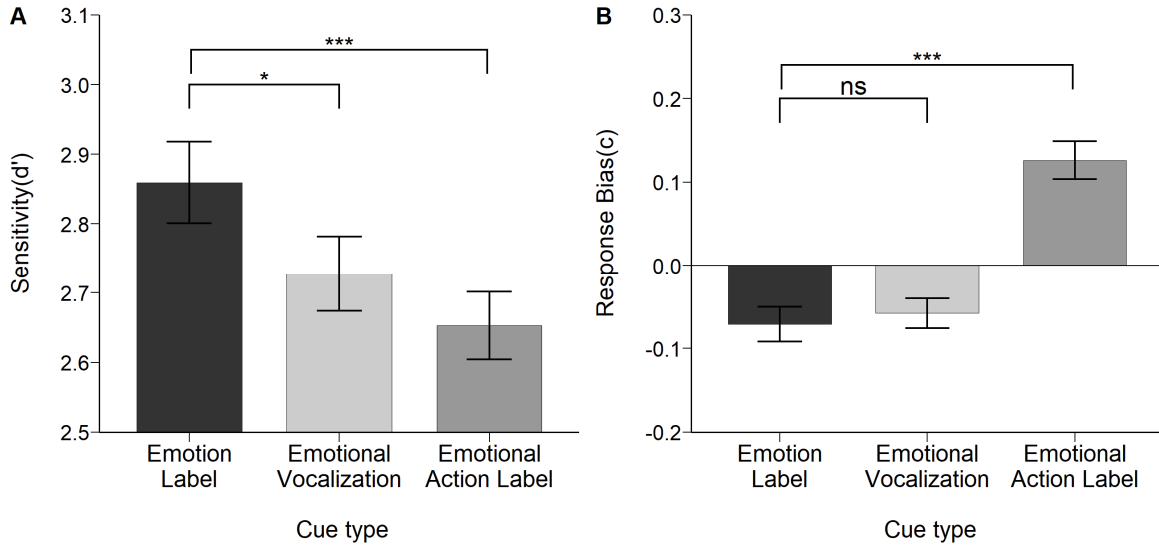 A
Sensitivity(d')
3.1
3.0
2.9
2.8
2.7
2.6
2.5
***
*
Emotion
Label
Emotional
Vocalization
Emotional
Action Label
Cue type
B
Response Bias(c)
0.3
0.2
0.1
0.0
-0.1
-0.2
***
ns
Emotion
Label
Emotional
Vocalization
Emotional
Action Label
Cue type